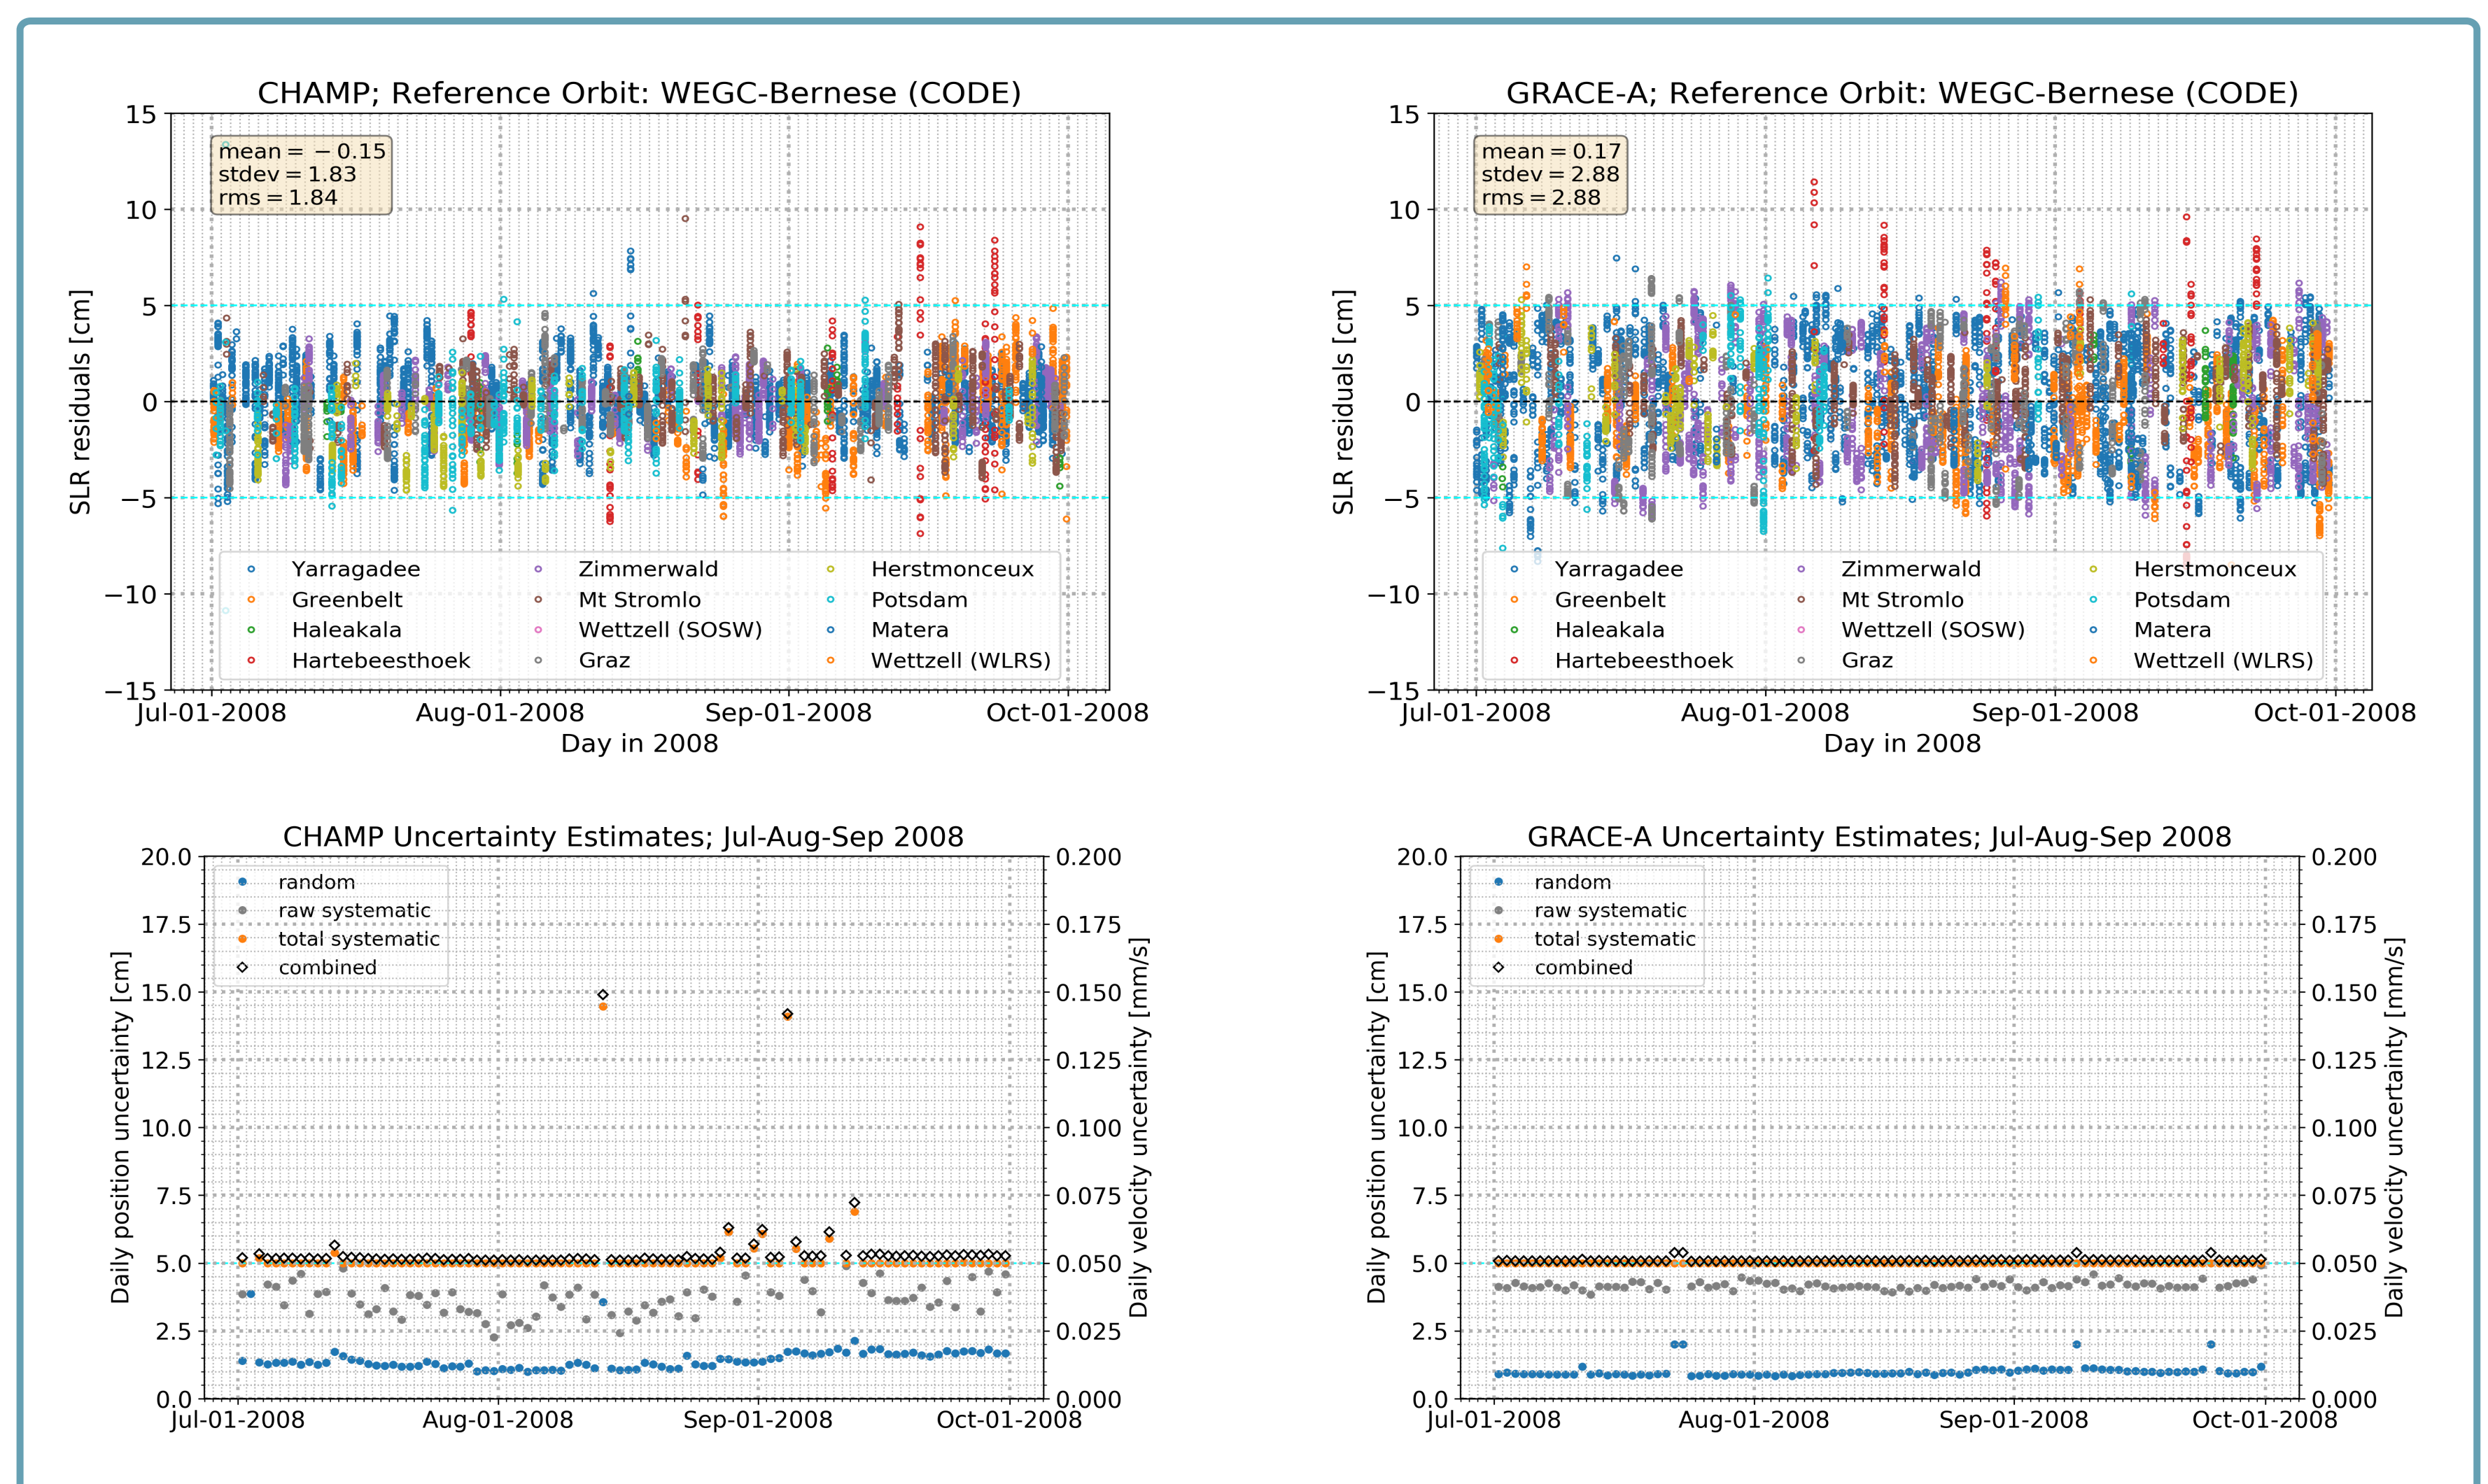 CHAMP; Reference Orbit: WEGC-Bernese (CODE)
SLR residuals [cm]
15
10
5
0
−5
−10
−15
mean = −0.15
stdev = 1.83
rms = 1.84
Yarragadee
Greenbelt
Haleakala
Hartebeesthoek
Zimmerwald
Mt Stromlo
Wettzell (SOSW)
Graz
Herstmonceux
Potsdam
Matera
Wettzell (WLRS)
Jul-01-2008 Aug-01-2008 Sep-01-2008 Oct-01-2008
Day in 2008
GRACE-A; Reference Orbit: WEGC-Bernese (CODE)
SLR residuals [cm]
15
10
5
0
−5
−10
−15
mean = 0.17
stdev = 2.88
rms = 2.88
Yarragadee
Greenbelt
Haleakala
Hartebeesthoek
Zimmerwald
Mt Stromlo
Wettzell (SOSW)
Graz
Herstmonceux
Potsdam
Matera
Wettzell (WLRS)
Jul-01-2008 Aug-01-2008 Sep-01-2008 Oct-01-2008
Day in 2008
CHAMP Uncertainty Estimates; Jul-Aug-Sep 2008
Daily position uncertainty [cm]
20.0
17.5
15.0
12.5
10.0
7.5
5.0
2.5
0.0
random
raw systematic
total systematic
combined
0.200
0.175
0.150
0.125
0.100
0.075
0.050
0.025
0.000
Daily velocity uncertainty [mm/s]
Jul-01-2008 Aug-01-2008 Sep-01-2008 Oct-01-2008
GRACE-A Uncertainty Estimates; Jul-Aug-Sep 2008
Daily position uncertainty [cm]
20.0
17.5
15.0
12.5
10.0
7.5
5.0
2.5
0.0
random
raw systematic
total systematic
combined
0.200
0.175
0.150
0.125
0.100
0.075
0.050
0.025
0.000
Daily velocity uncertainty [mm/s]
Jul-01-2008 Aug-01-2008 Sep-01-2008 Oct-01-2008